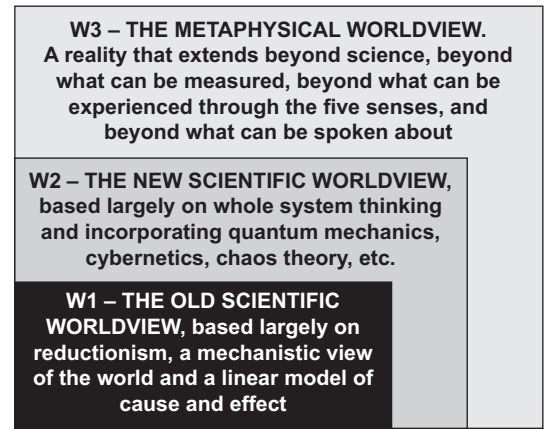 W3 – THE METAPHYSICAL WORLDVIEW.
A reality that extends beyond science, beyond
what can be measured, beyond what can be
experienced through the five senses, and
beyond what can be spoken about
W2 – THE NEW SCIENTIFIC WORLDVIEW,
based largely on whole system thinking
and incorporating quantum mechanics,
cybernetics, chaos theory, etc.
W1 – THE OLD SCIENTIFIC
WORLDVIEW, based largely on
reductionism, a mechanistic view
of the world and a linear model of
cause and effect